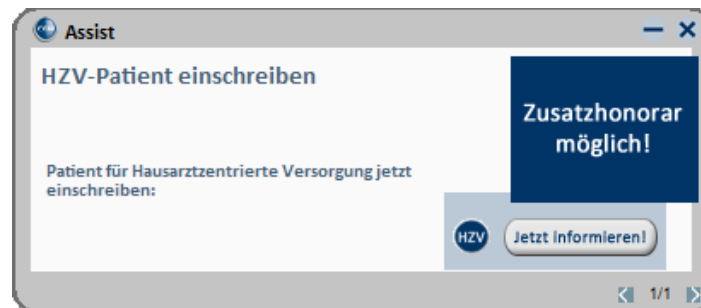 Assist
HZV-Patient einschreiben
Zusatzhonorar
möglich!
Patient für Hausarztzentrierte Versorgung jetzt
einschreiben:
HZV
Jetzt informieren!
1/1